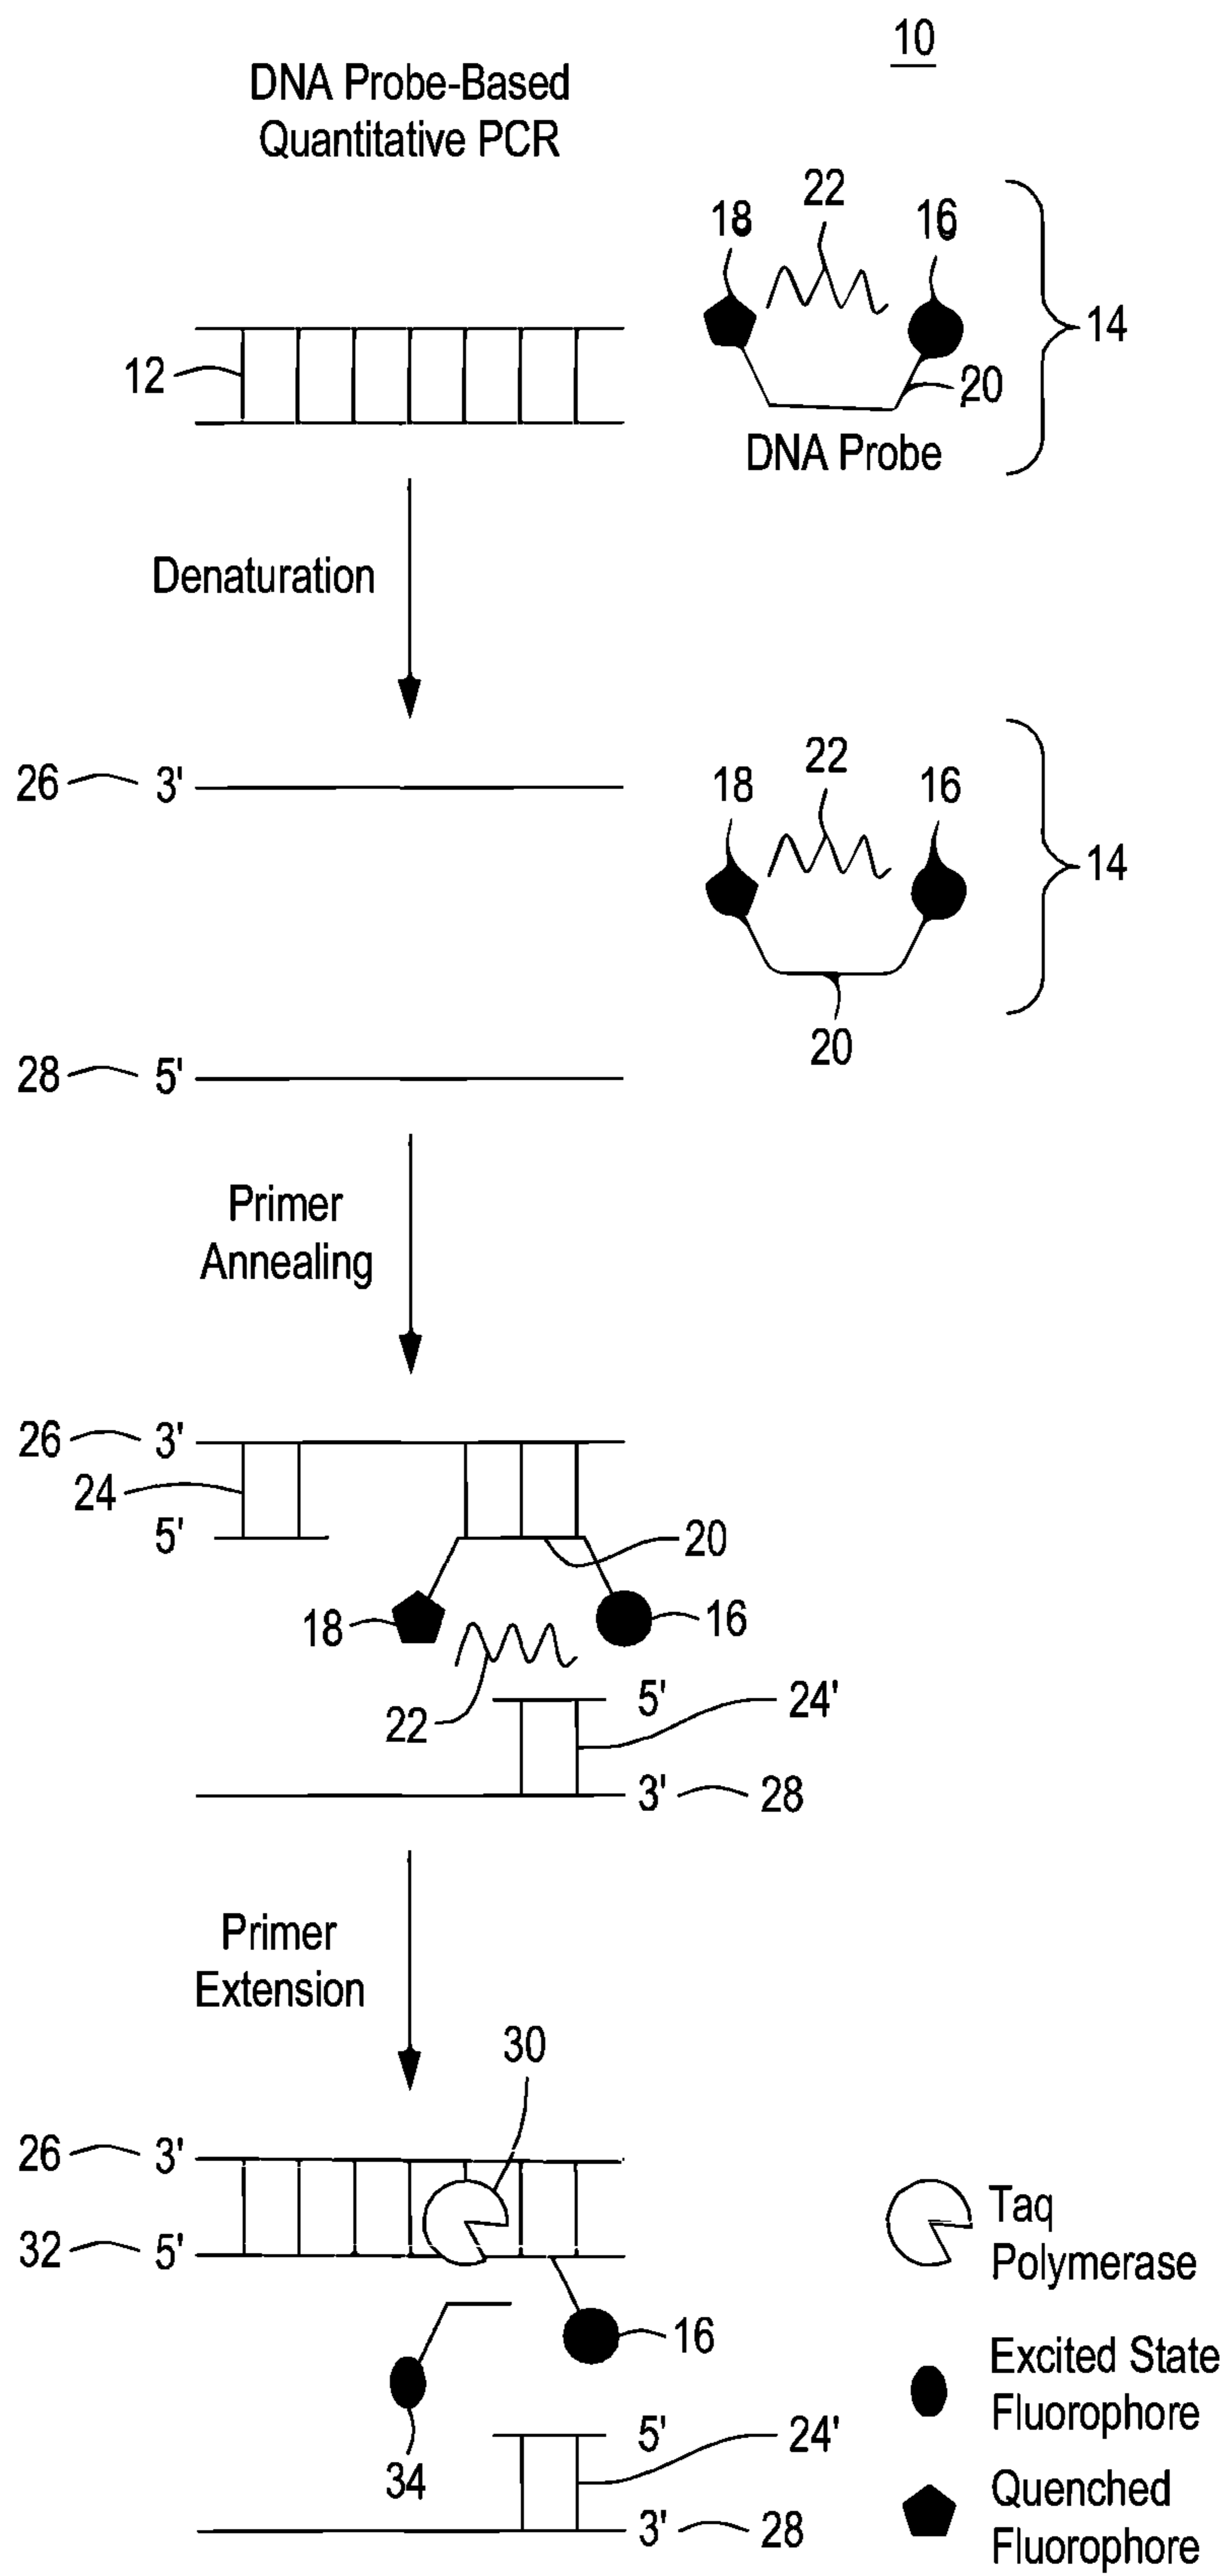 10
DNA Probe-Based
Quantitative PCR
22
18
16
14
12
20
DNA Probe
Denaturation
22
18
16
26
3'
14
20
28
5'
Primer
Annealing
26
3'
24
5'
20
18
16
22
5'
24'
3'
28
Primer
Extension
30
26
3'
32
5'
16
34
5'
24'
3'
28
Taq
Polymerase
Excited State
Fluorophore
Quenched
Fluorophore